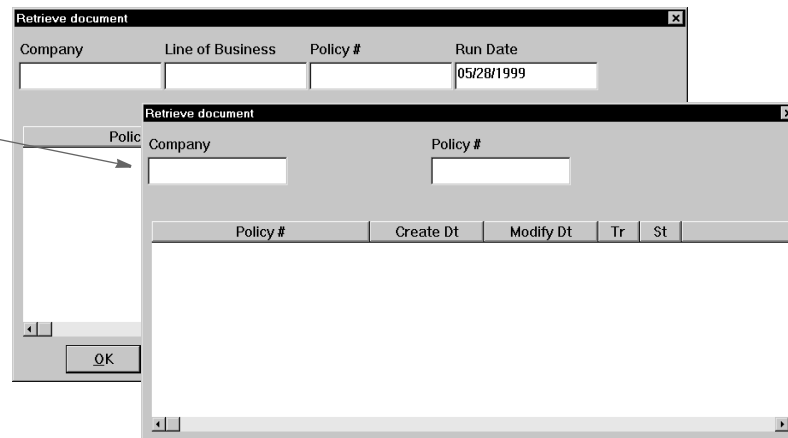 Retrieve document
Company Line of Business Policy # Run Date
05/28/1999
Polic
OK
Retrieve document
Company Policy #
Policy # Create Dt Modify Dt Tr St